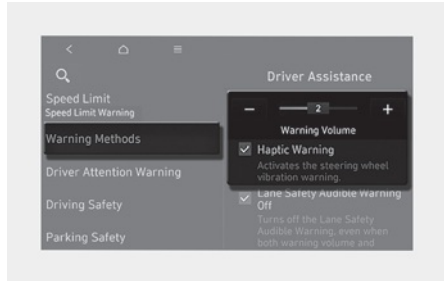 Driver Assistance
Speed Limit
Speed Limit Warning
Warning Methods
Driver Attention Warning
Driving Safety
Parking Safety
− 2 +
Warning Volume
Haptic Warning
Activates the steering wheel
vibration warning.
Lane Safety Audible Warning
Off
Turns off the Lane Safety
Audible Warning, even when
both warning volume and